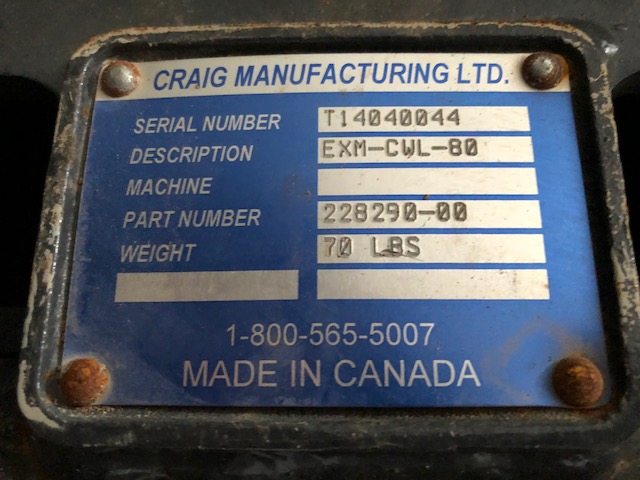 CRAIG MANUFACTURING LTD.
SERIAL NUMBER T14040044
DESCRIPTION EXM-CWL-80
MACHINE
PART NUMBER 228290-00
WEIGHT 70 LBS
1-800-565-5007
MADE IN CANADA